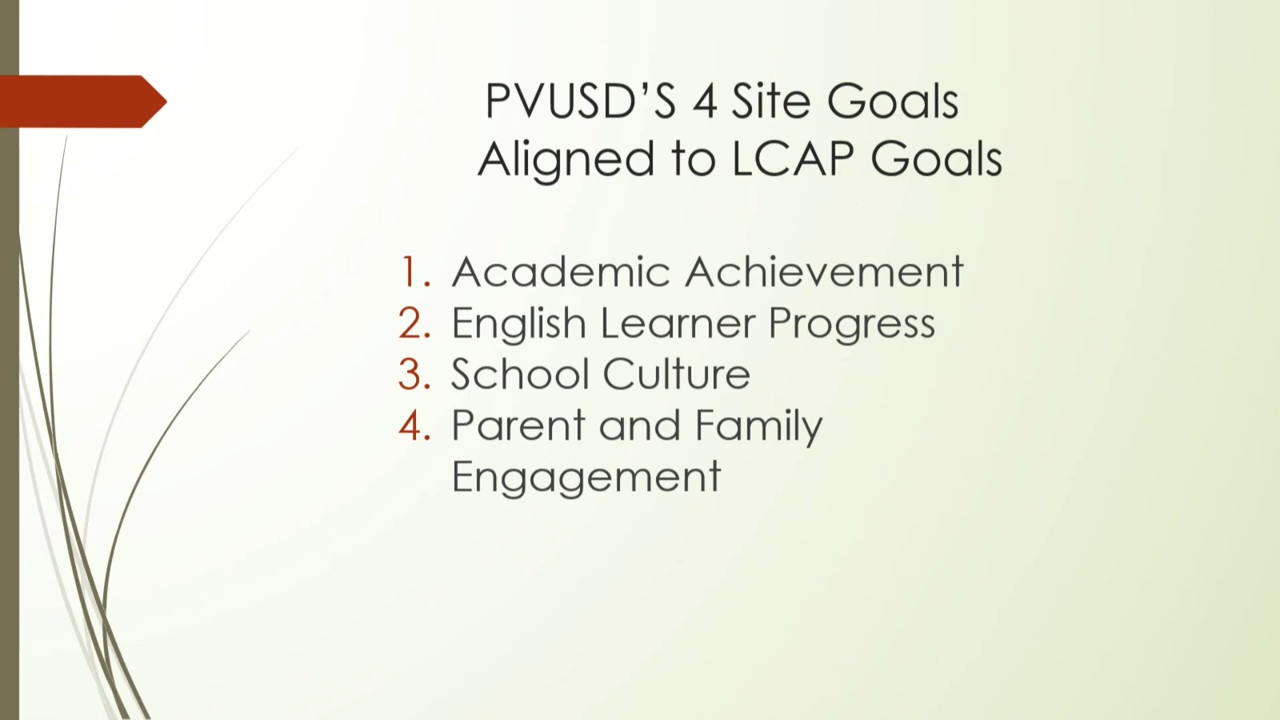 PVUSD'S 4 Site Goals
Aligned to LCAP Goals
1. Academic Achievement
2. English Learner Progress
3. School Culture
4. Parent and Family
Engagement